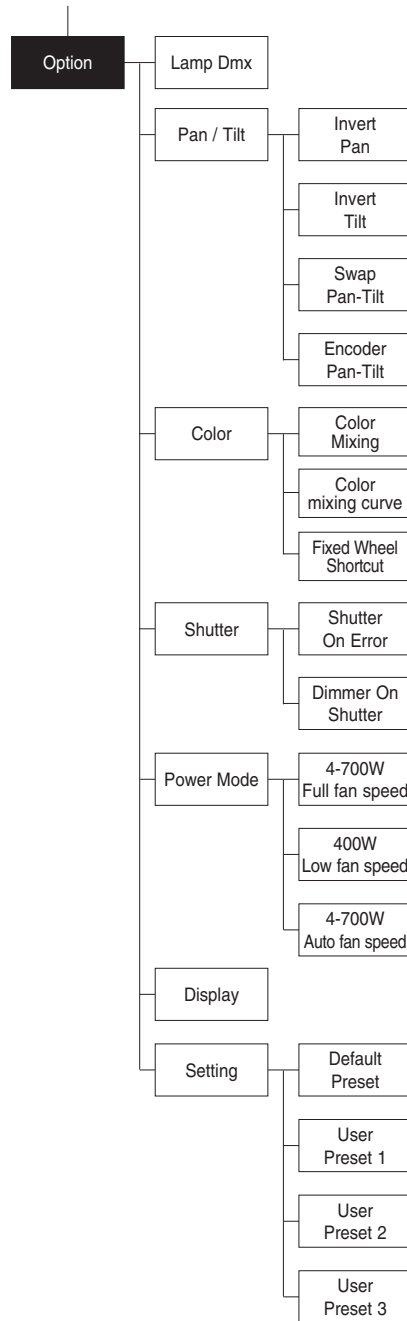 Option
Lamp Dmx
Pan / Tilt
Invert
Pan
Invert
Tilt
Swap
Pan-Tilt
Encoder
Pan-Tilt
Color
Color
Mixing
Color
mixing curve
Fixed Wheel
Shortcut
Shutter
Shutter
On Error
Dimmer On
Shutter
Power Mode
4-700W
Full fan speed
400W
Low fan speed
4-700W
Auto fan speed
Display
Setting
Default
Preset
User
Preset 1
User
Preset 2
User
Preset 3